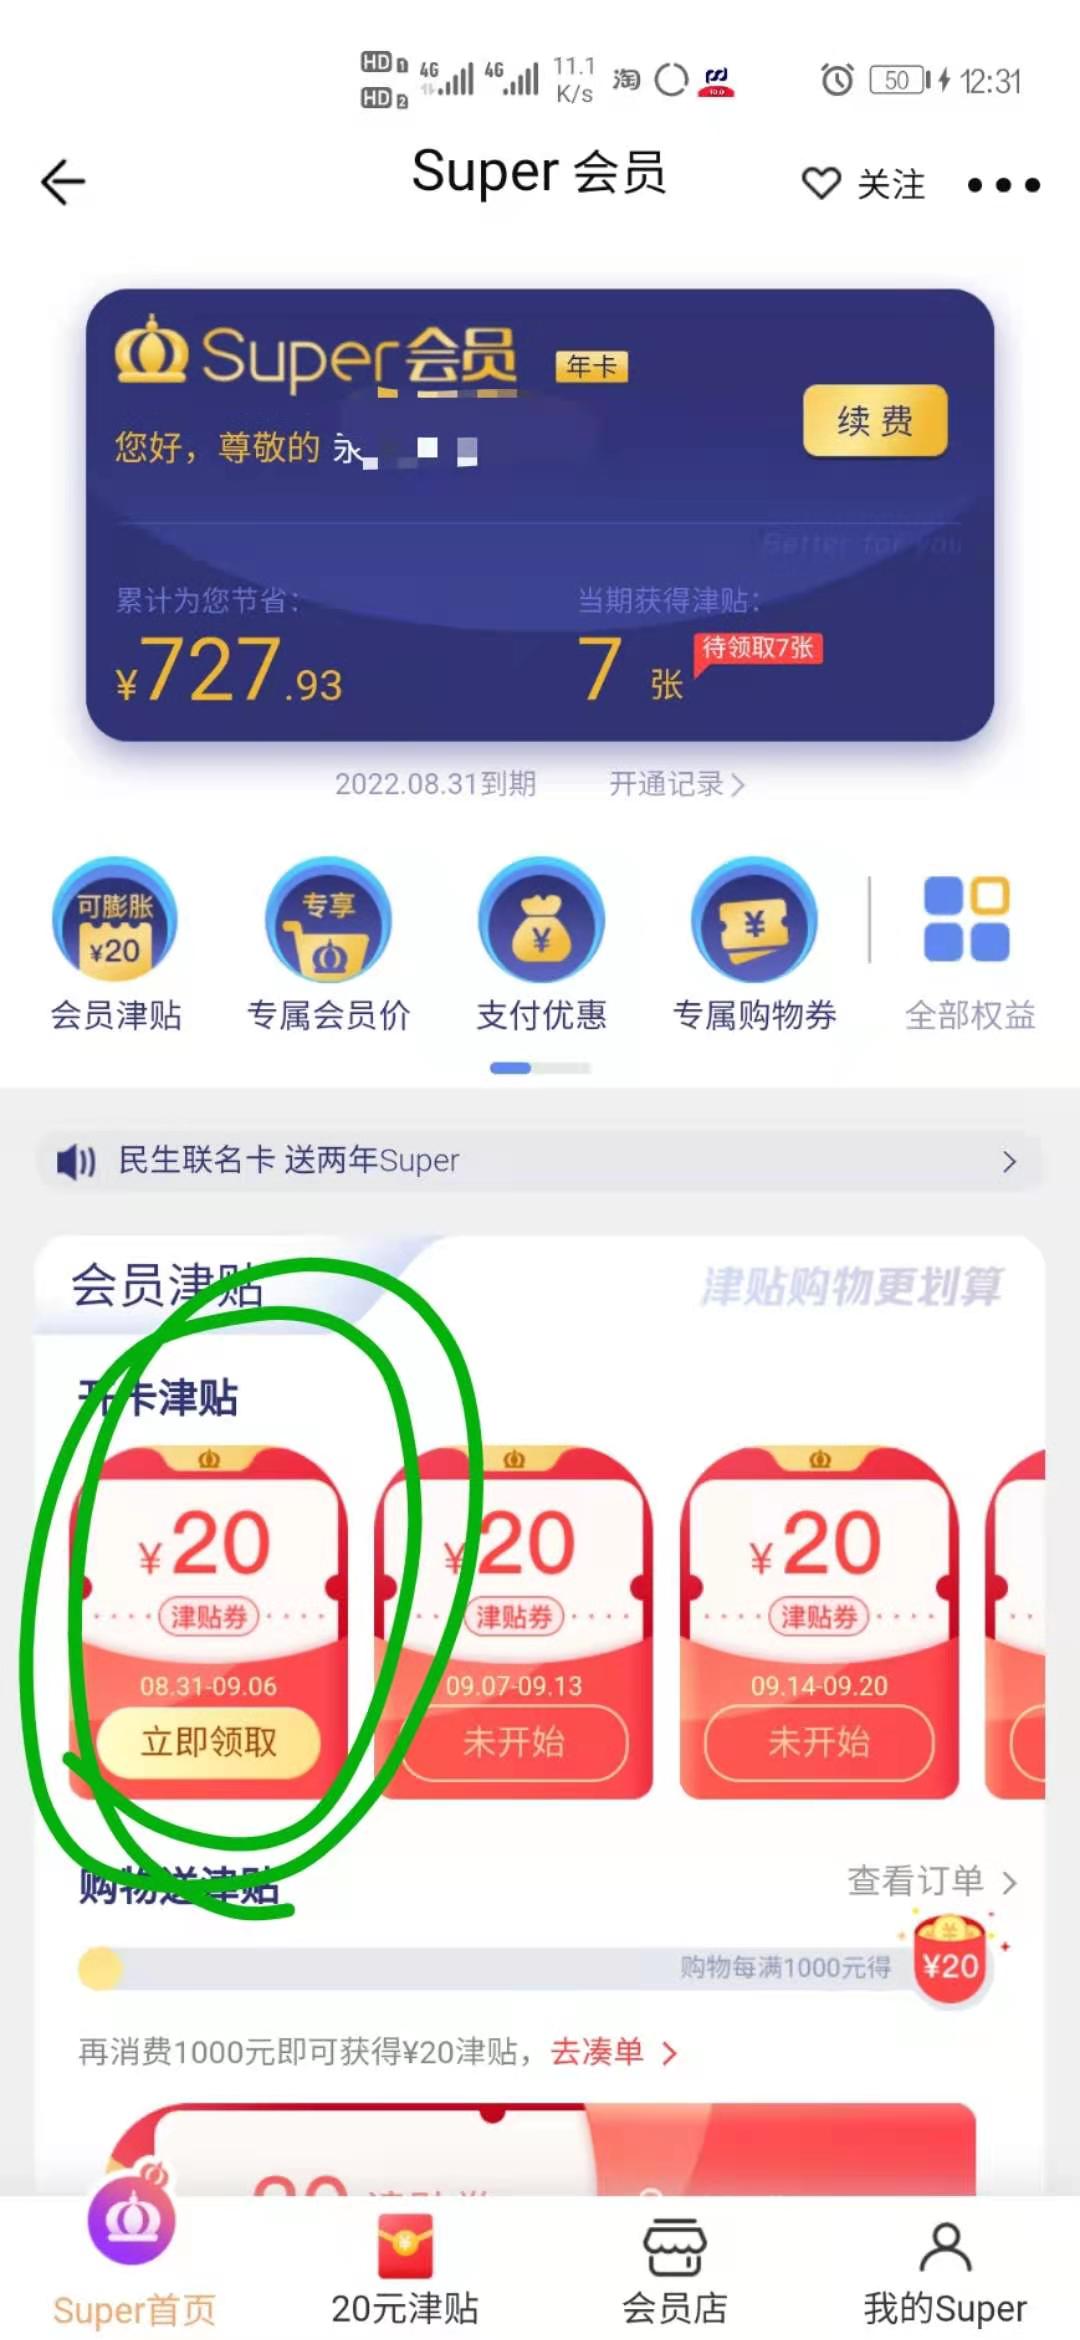 HD 1 4G 4G 11.1 K/s 淘 50 12:31
HD 2
Super 会员
关注
Super会员 年卡
您好，尊敬的 永
续费
Better for you
累计为您节省： 当期获得津贴：
¥727.93 7 张 待领取7张
2022.08.31到期 开通记录
可膨胀 ¥20 专享 ¥ ¥
会员津贴 专属会员价 支付优惠 专属购物券 全部权益
民生联名卡 送两年Super
会员津贴 津贴购物更划算
开卡津贴
¥20 ¥20 ¥20
津贴券 津贴券 津贴券
08.31-09.06 09.07-09.13 09.14-09.20
立即领取 未开始 未开始
购物送津贴 查看订单
购物每满1000元得 ¥20
再消费1000元即可获得¥20津贴，去凑单
Super首页 20元津贴 会员店 我的Super